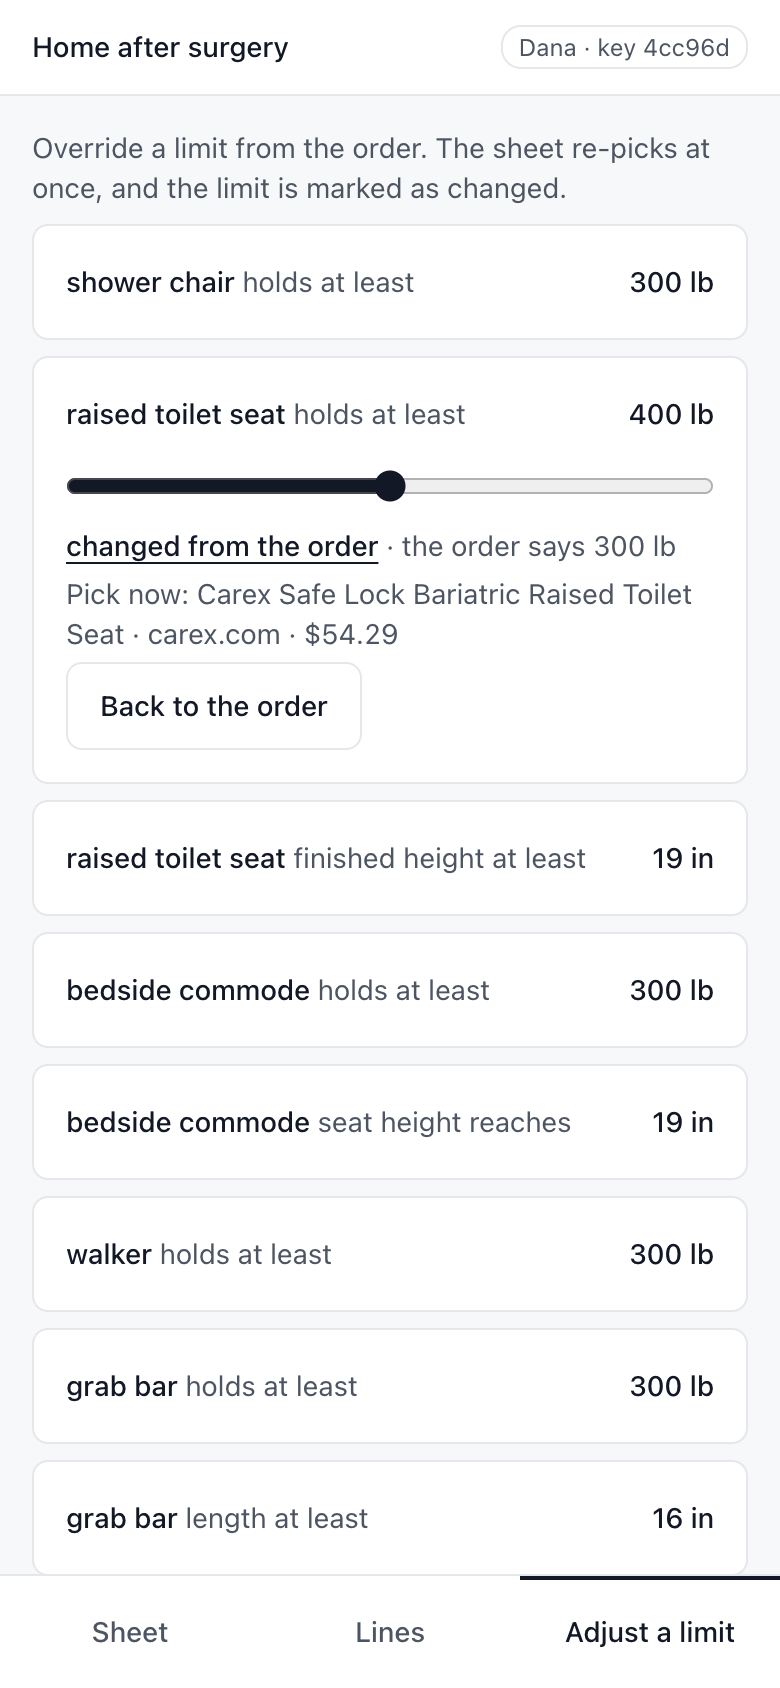 Home after surgery
Dana · key 4cc96d
Override a limit from the order. The sheet re-picks at
once, and the limit is marked as changed.
shower chair holds at least 300 lb
raised toilet seat holds at least 400 lb
changed from the order · the order says 300 lb
Pick now: Carex Safe Lock Bariatric Raised Toilet
Seat · carex.com · $54.29
Back to the order
raised toilet seat finished height at least 19 in
bedside commode holds at least 300 lb
bedside commode seat height reaches 19 in
walker holds at least 300 lb
grab bar holds at least 300 lb
grab bar length at least 16 in
Sheet Lines Adjust a limit